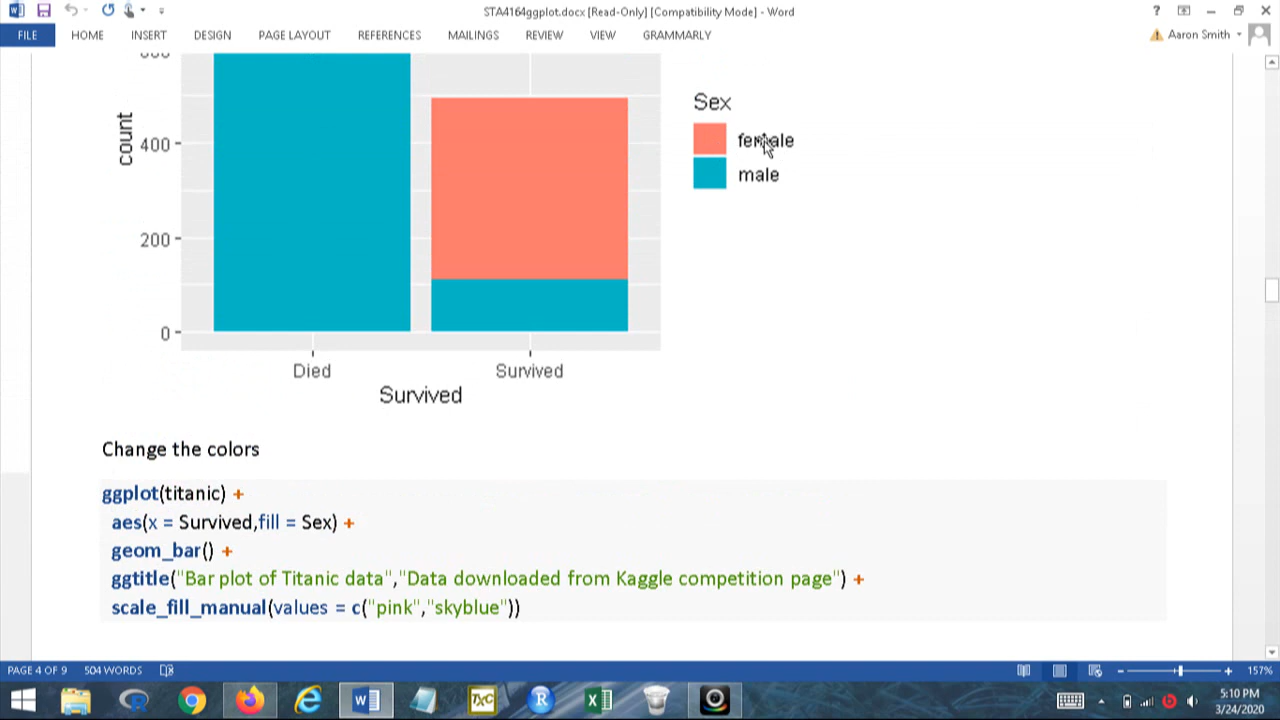 STA4164ggplot.docx [Read-Only] [Compatibility Mode] - Word
FILE HOME INSERT DESIGN PAGE LAYOUT REFERENCES MAILINGS REVIEW VIEW GRAMMARLY
Aaron Smith
count
400
200
0
Died Survived
Survived
Sex
female
male
Change the colors
ggplot(titanic) +
aes(x = Survived,fill = Sex) +
geom_bar() +
ggtitle("Bar plot of Titanic data","Data downloaded from Kaggle competition page") +
scale_fill_manual(values = c("pink","skyblue"))
PAGE 4 OF 9 504 WORDS 157%
5:10 PM
3/24/2020